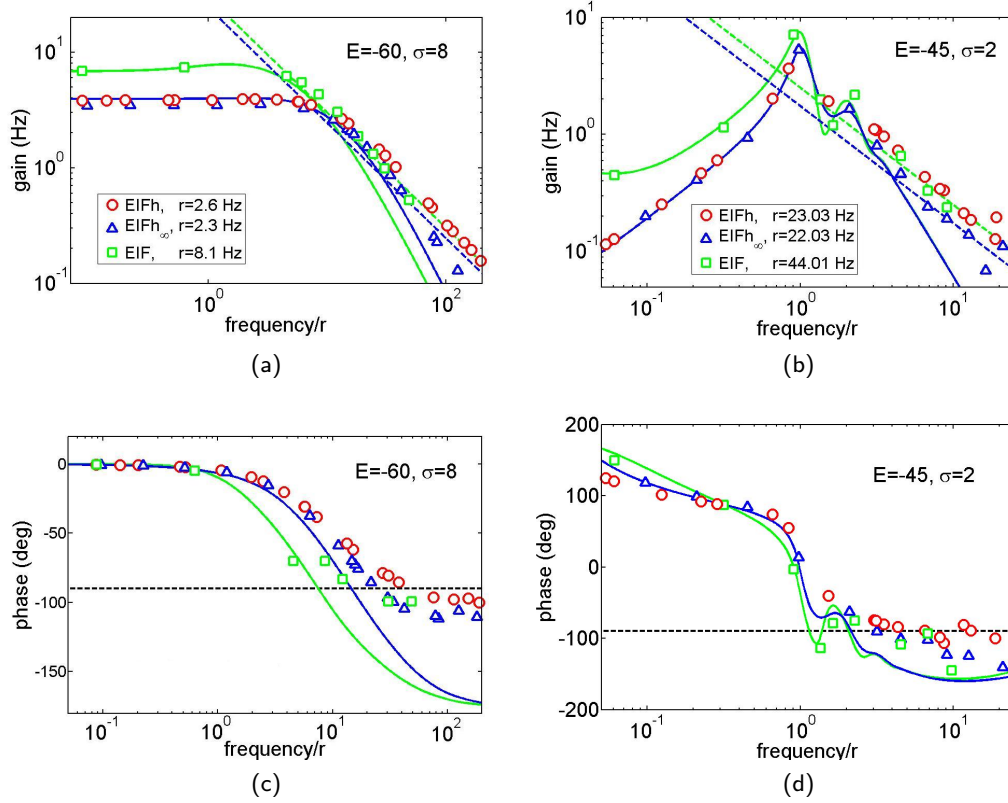 10¹
10⁰
10⁻¹
gain (Hz)
E=-60, σ=8
EIFh, r=2.6 Hz
EIFh∞, r=2.3 Hz
EIF, r=8.1 Hz
10⁰
10²
frequency/r
(a)
10¹
10⁰
10⁻¹
gain (Hz)
E=-45, σ=2
EIFh, r=23.03 Hz
EIFh∞, r=22.03 Hz
EIF, r=44.01 Hz
10⁻¹
10⁰
10¹
frequency/r
(b)
0
-50
-100
-150
phase (deg)
E=-60, σ=8
10⁻¹
10⁰
10¹
10²
frequency/r
(c)
200
100
0
-100
-200
phase (deg)
E=-45, σ=2
10⁻¹
10⁰
10¹
frequency/r
(d)